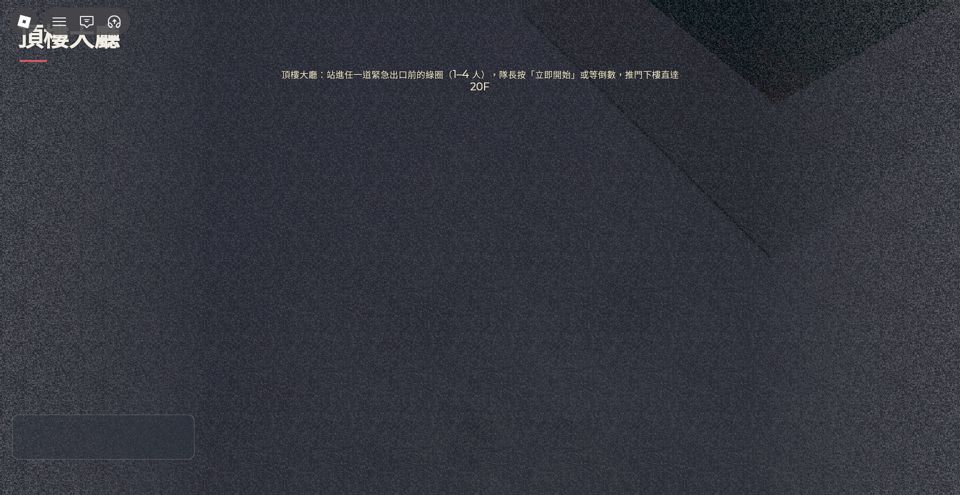 頂樓大廳
頂樓大廳：站進任一道緊急出口前的綠圈（1–4 人），隊長按「立即開始」或等倒數，推門下樓直達
20F